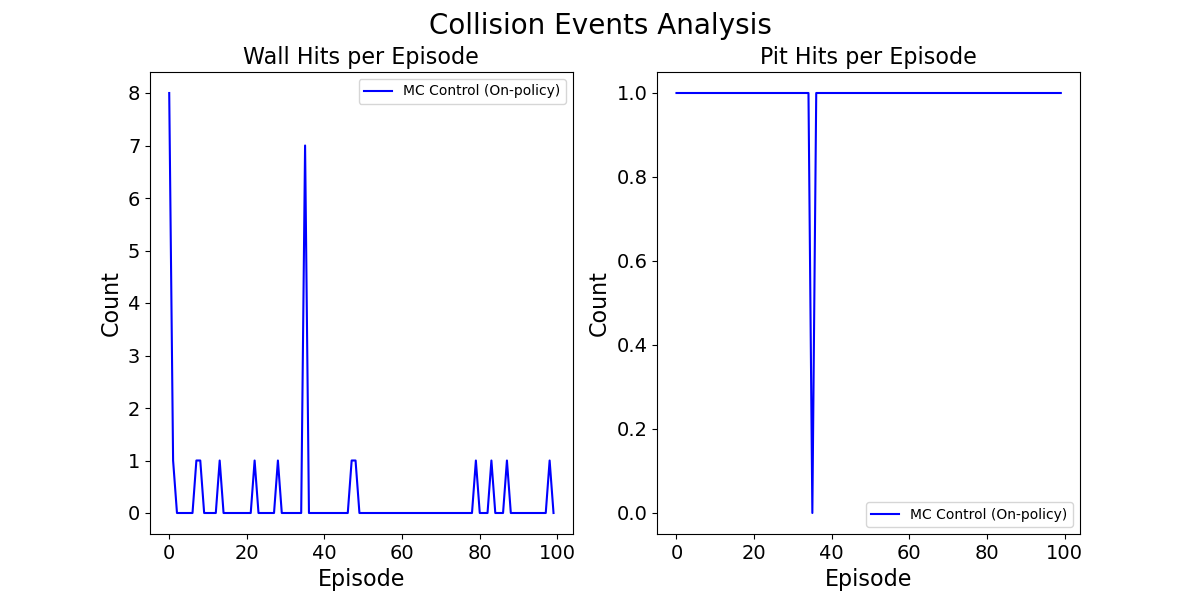 Collision Events Analysis
Wall Hits per Episode
MC Control (On-policy)
8
7
6
5
4
3
2
1
0
Count
0 20 40 60 80 100
Episode
Pit Hits per Episode
1.0
0.8
0.6
0.4
0.2
0.0
Count
MC Control (On-policy)
0 20 40 60 80 100
Episode